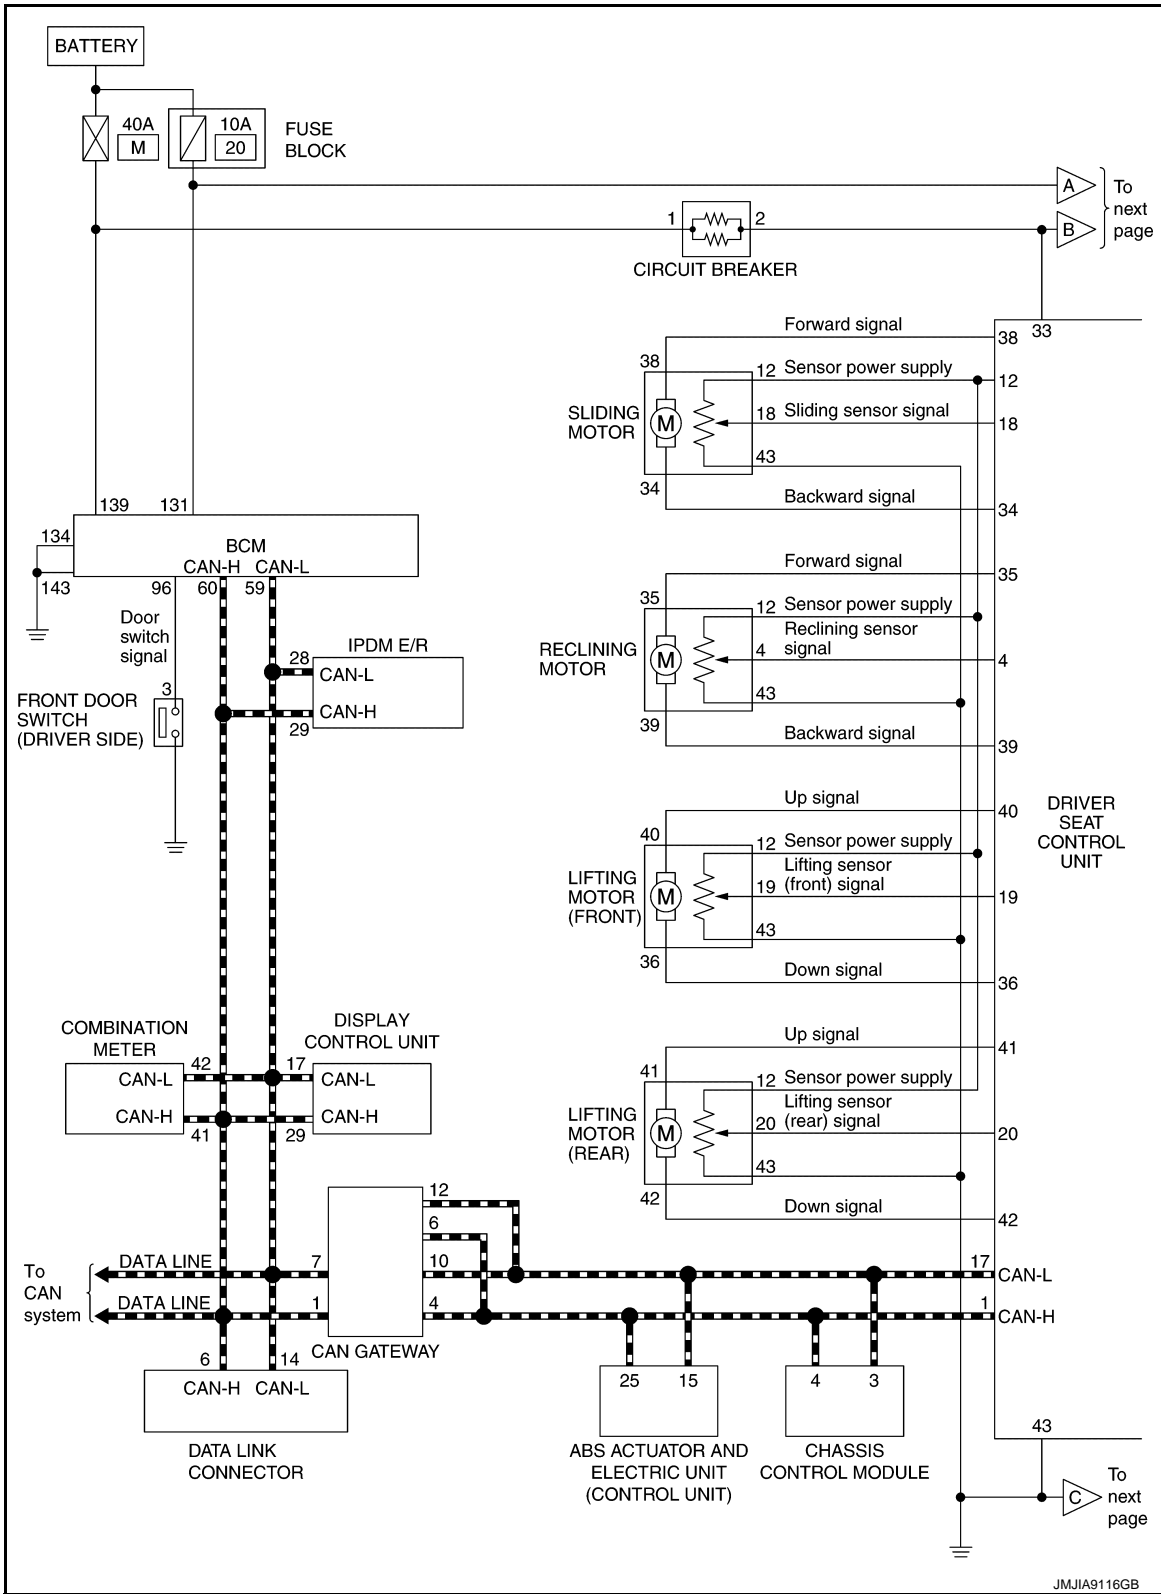 BATTERY
40A
M
10A
20
FUSE
BLOCK
A
To
next
page
B
1
2
CIRCUIT BREAKER
33
Forward signal
38
38
12
Sensor power supply
12
SLIDING
MOTOR
M
18
Sliding sensor signal
18
43
34
Backward signal
34
139
131
134
143
BCM
CAN-H
CAN-L
96
60
59
Door
switch
signal
Forward signal
35
35
12
Sensor power supply
RECLINING
MOTOR
M
4
Reclining sensor
signal
4
43
39
Backward signal
39
IPDM E/R
28
CAN-L
CAN-H
29
FRONT DOOR
SWITCH
(DRIVER SIDE)
3
Up signal
40
40
12
Sensor power supply
LIFTING
MOTOR
(FRONT)
M
19
Lifting sensor
(front) signal
19
43
36
Down signal
36
DRIVER
SEAT
CONTROL
UNIT
COMBINATION
METER
DISPLAY
CONTROL UNIT
42
17
CAN-L
CAN-L
CAN-H
CAN-H
41
29
Up signal
41
41
12
Sensor power supply
LIFTING
MOTOR
(REAR)
M
20
Lifting sensor
(rear) signal
20
43
42
Down signal
42
To
CAN
system
DATA LINE
7
DATA LINE
1
12
6
10
4
CAN GATEWAY
17
CAN-L
1
CAN-H
6
14
CAN-H
CAN-L
DATA LINK
CONNECTOR
25
15
ABS ACTUATOR AND
ELECTRIC UNIT
(CONTROL UNIT)
4
3
CHASSIS
CONTROL MODULE
43
C
To
next
page
JMJIA9116GB